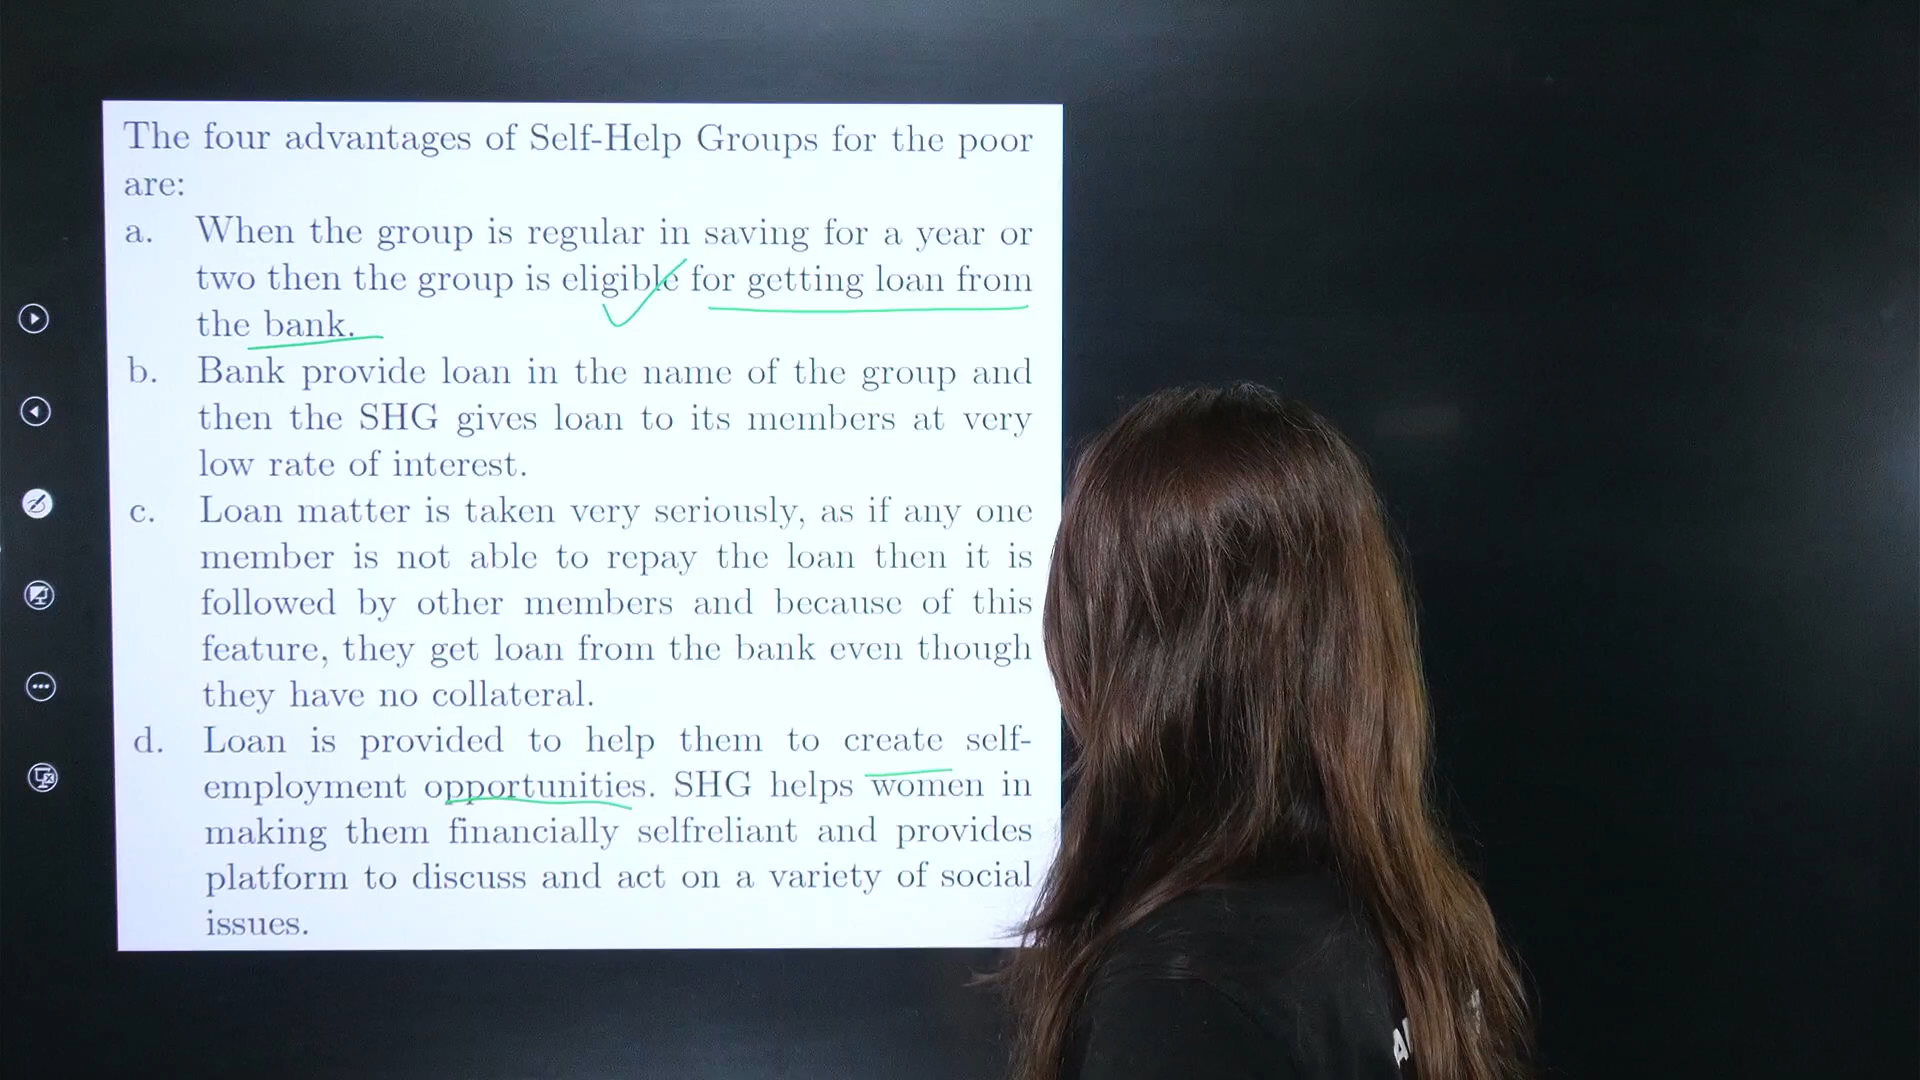 The four advantages of Self-Help Groups for the poor
are:
a. When the group is regular in saving for a year or
two then the group is eligible for getting loan from
the bank.
b. Bank provide loan in the name of the group and
then the SHG gives loan to its members at very
low rate of interest.
c. Loan matter is taken very seriously, as if any one
member is not able to repay the loan then it is
followed by other members and because of this
feature, they get loan from the bank even though
they have no collateral.
d. Loan is provided to help them to create self-
employment opportunities. SHG helps women in
making them financially selfreliant and provides
platform to discuss and act on a variety of social
issues.